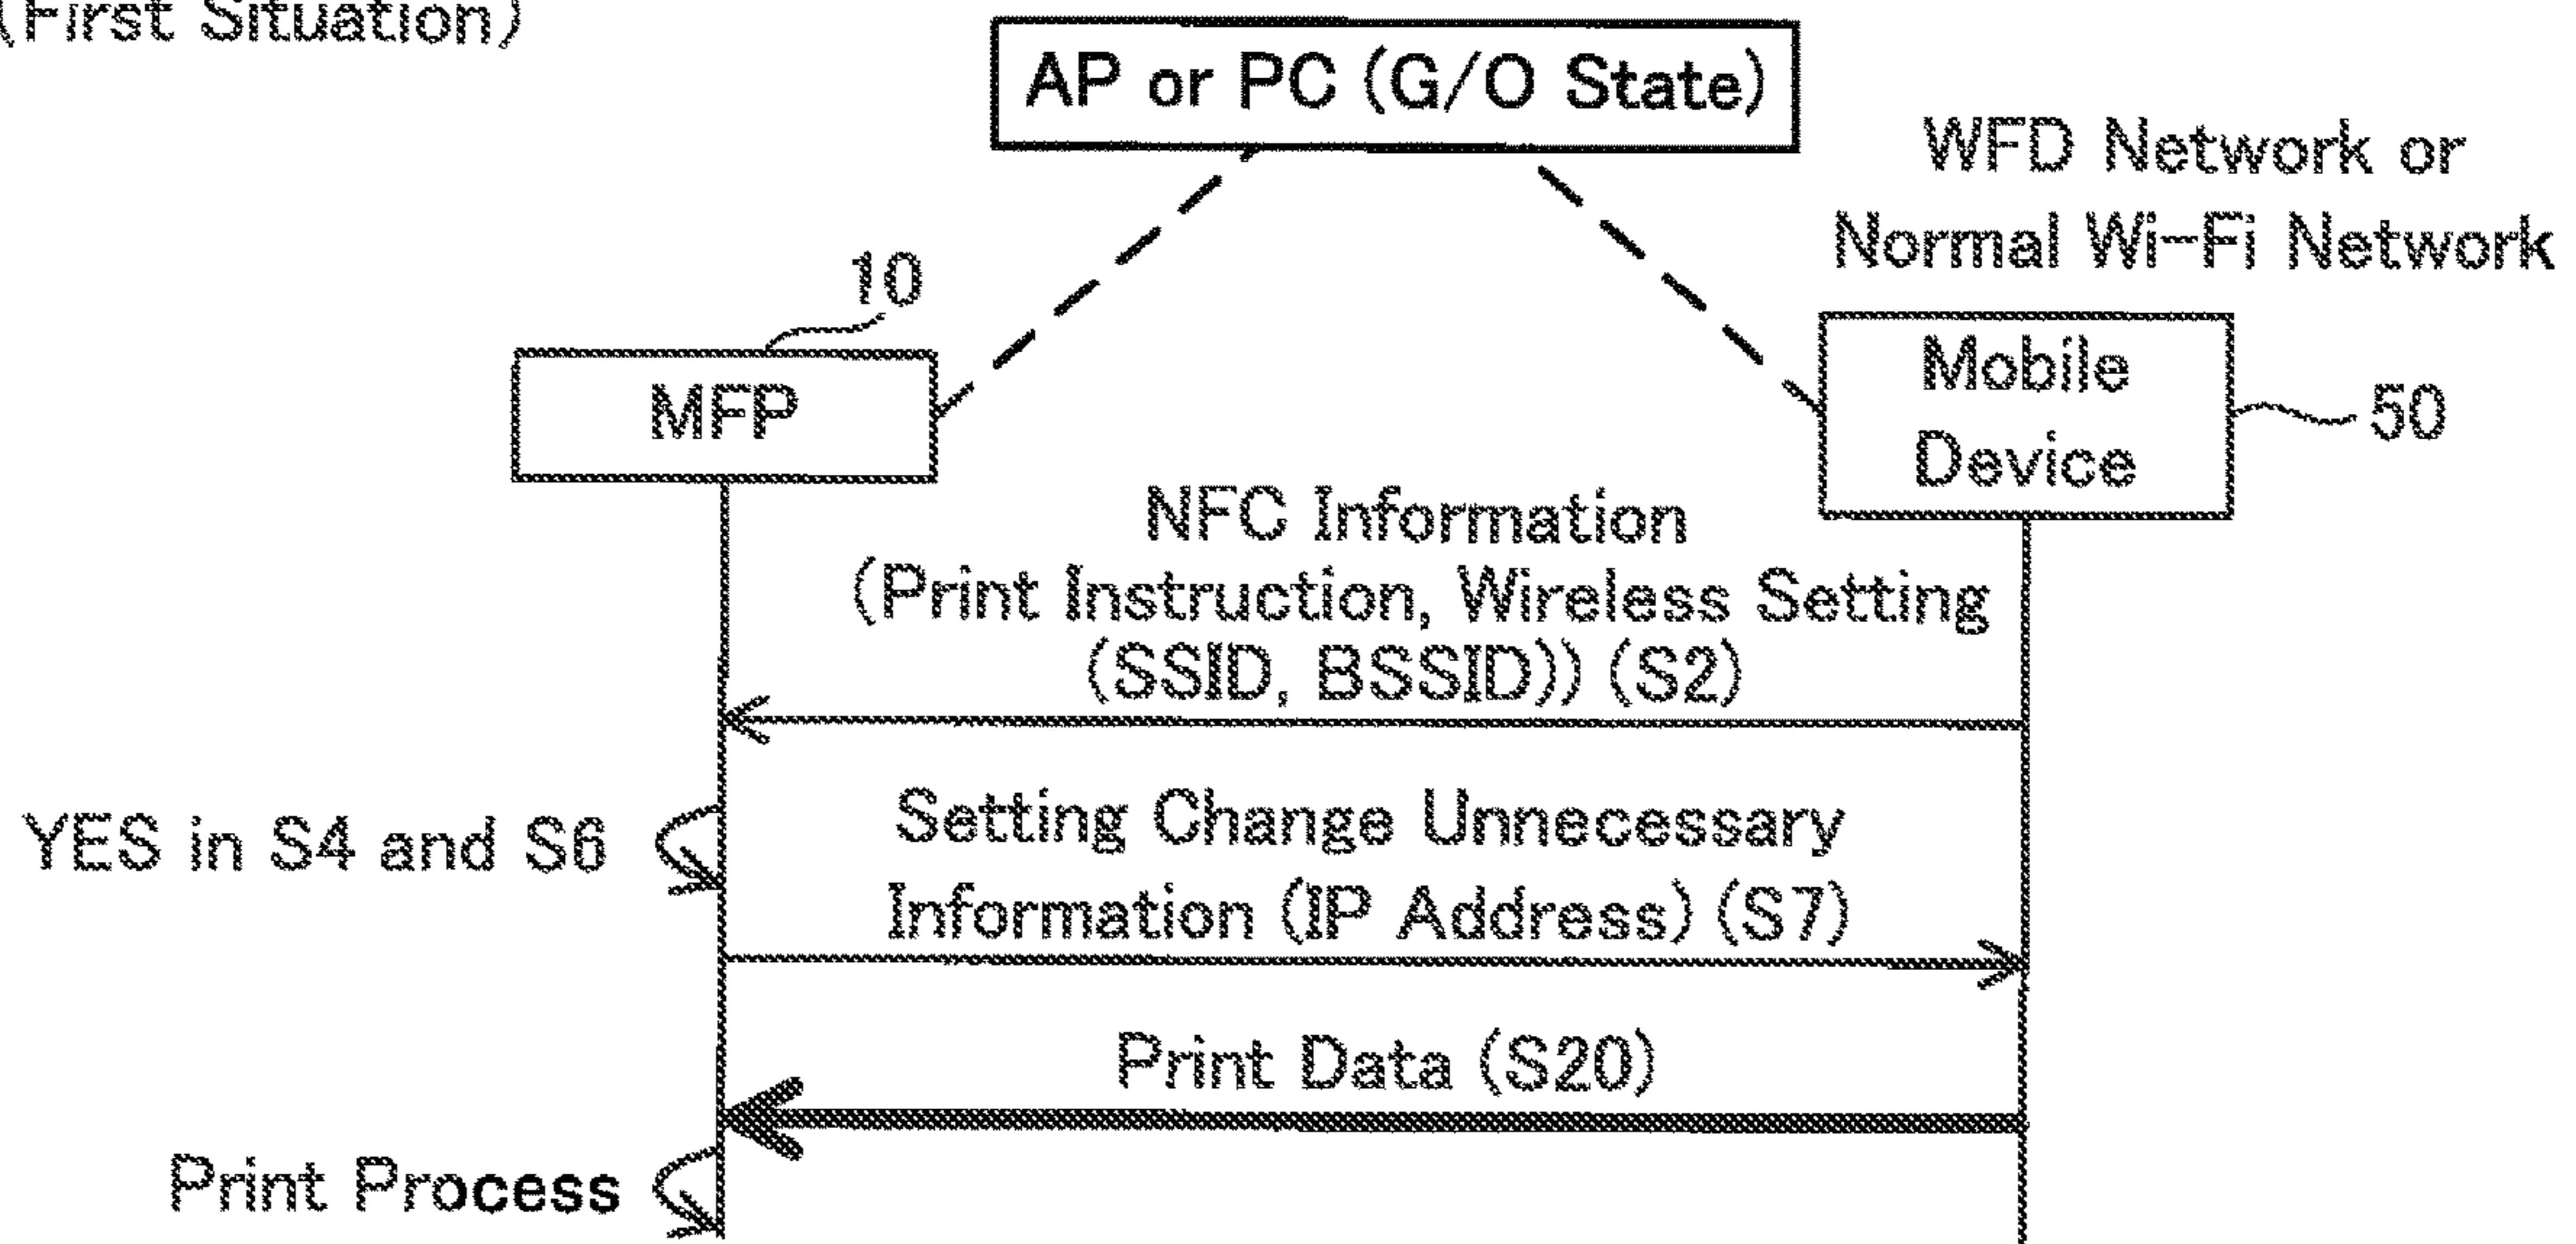 (First Situation)
AP or PC (G/O State)
WFD Network or
Normal Wi-Fi Network
10
MFP
Mobile
Device
50
NFC Information
(Print Instruction, Wireless Setting
(SSID, BSSID)) (S2)
YES in S4 and S6
Setting Change Unnecessary
Information (IP Address) (S7)
Print Data (S20)
Print Process